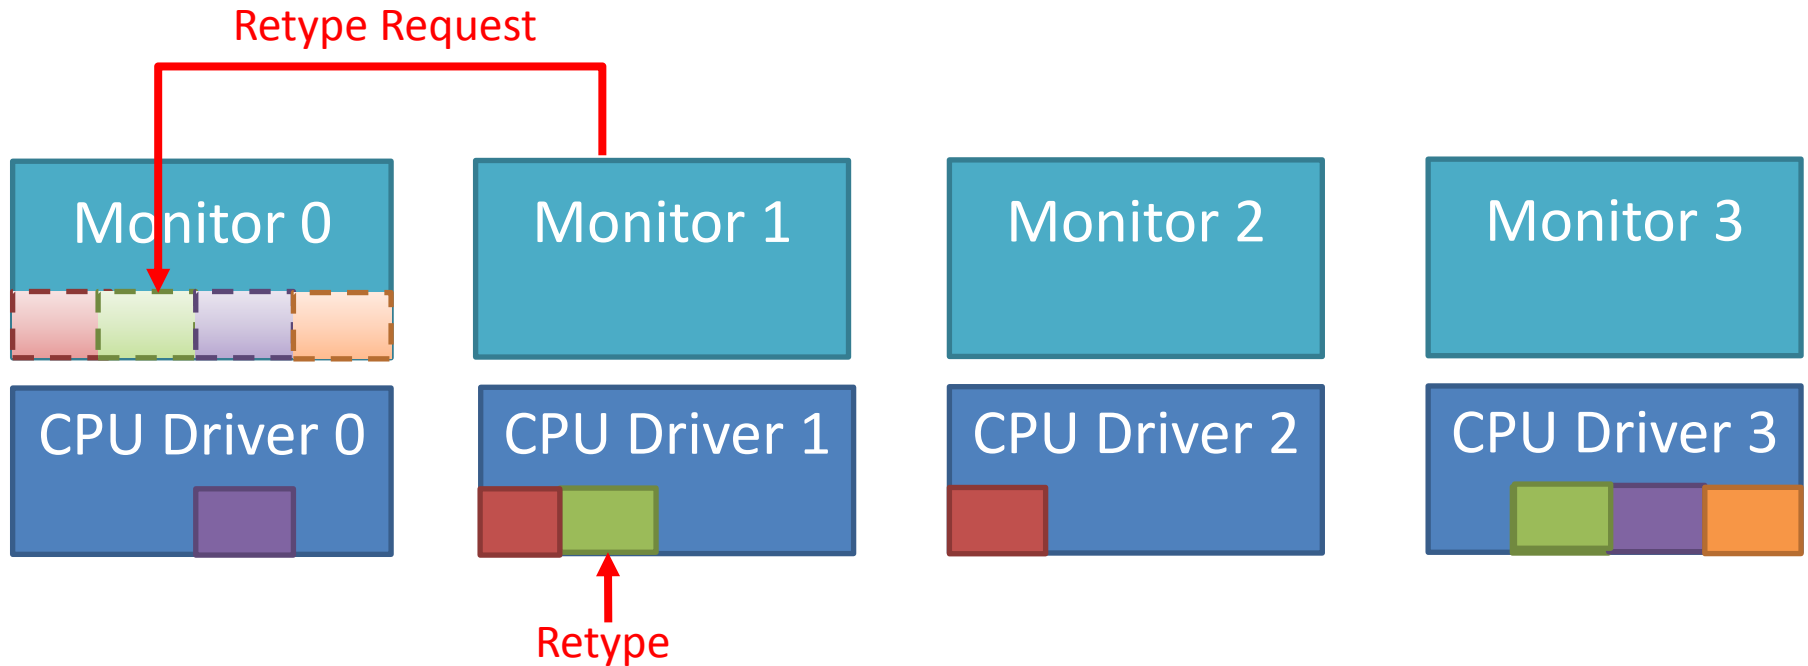 Retype Request
Monitor 0
Monitor 1
Monitor 2
Monitor 3
CPU Driver 0
CPU Driver 1
CPU Driver 2
CPU Driver 3
Retype